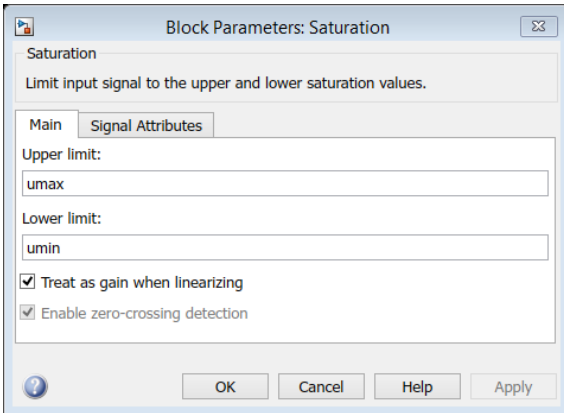 Block Parameters: Saturation
Saturation
Limit input signal to the upper and lower saturation values.
Main Signal Attributes
Upper limit:
umax
Lower limit:
umin
Treat as gain when linearizing
Enable zero-crossing detection
? OK Cancel Help Apply